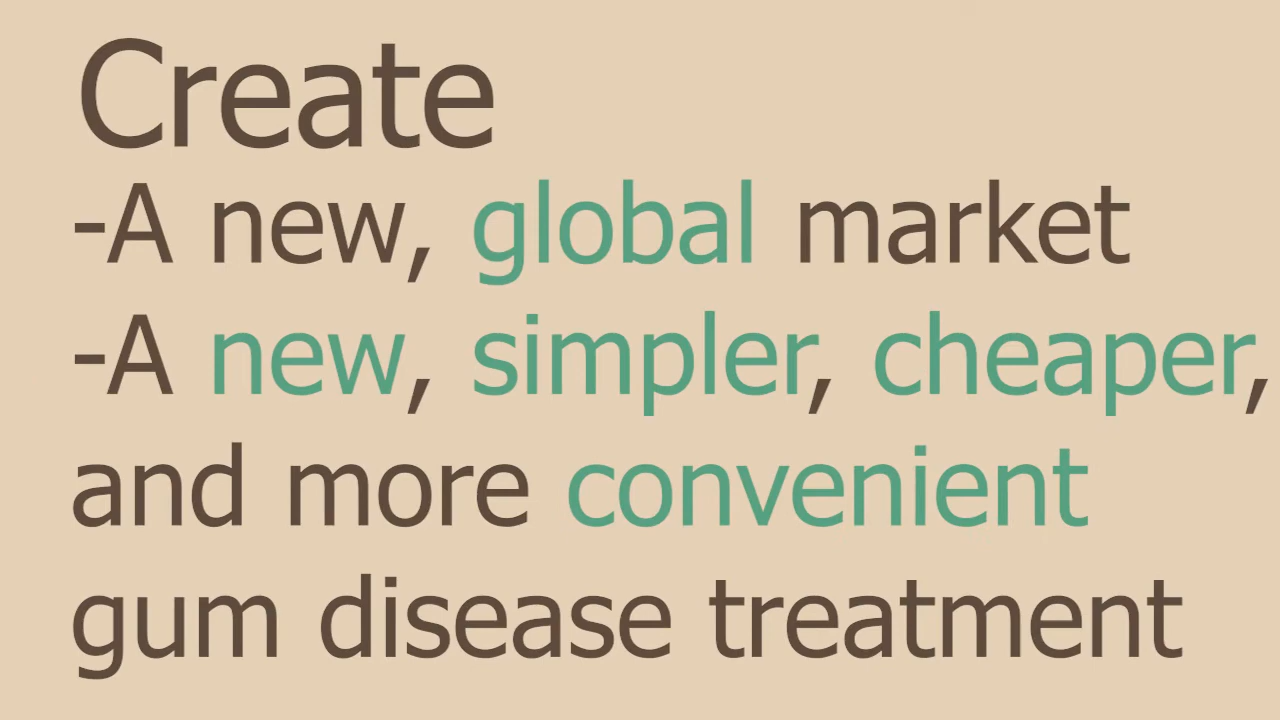 Create
-A new, global market
-A new, simpler, cheaper,
and more convenient
gum disease treatment